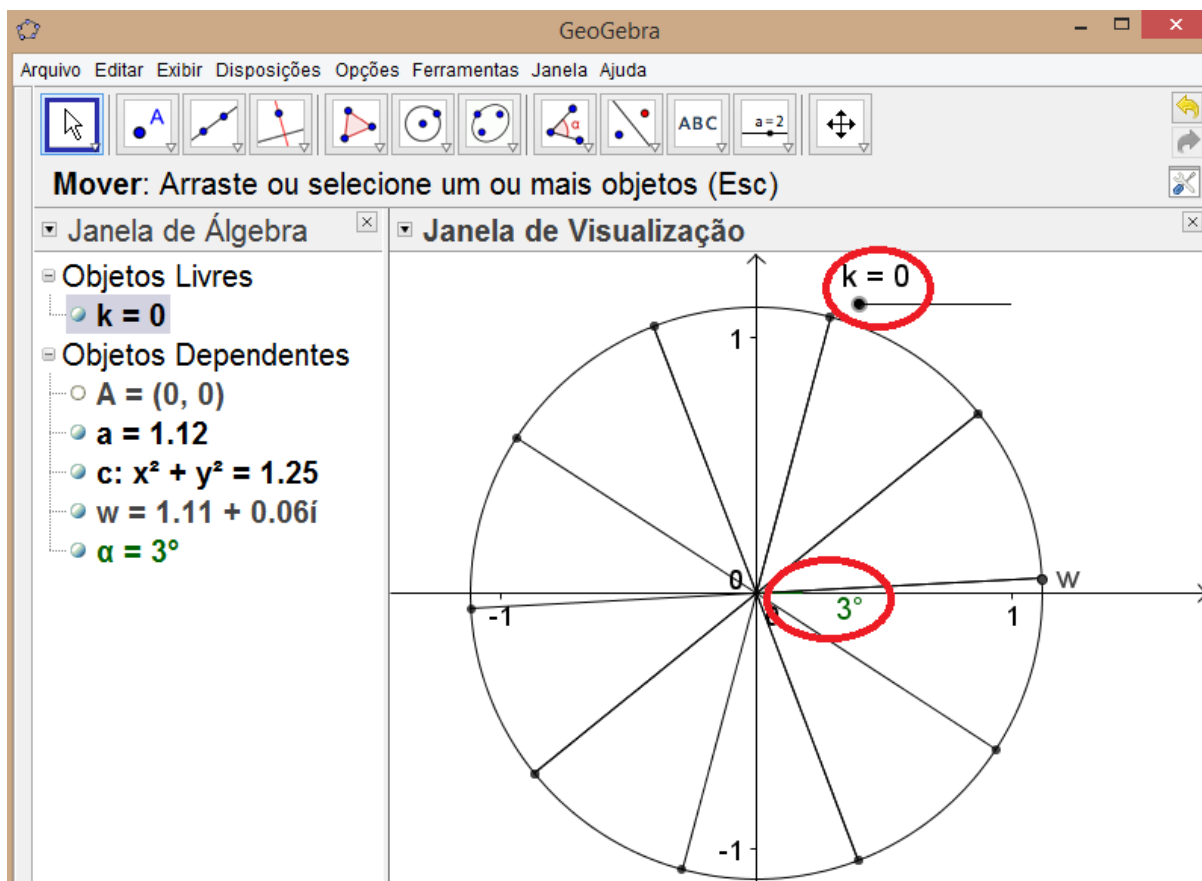 GeoGebra
Arquivo Editar Exibir Disposições Opções Ferramentas Janela Ajuda
A α ABC a=2
Mover: Arraste ou selecione um ou mais objetos (Esc)
Janela de Álgebra
Objetos Livres
k = 0
Objetos Dependentes
A = (0, 0)
a = 1.12
c: x² + y² = 1.25
w = 1.11 + 0.06í
α = 3°
Janela de Visualização
k = 0
1
0
w
-1
0
3°
1
-1